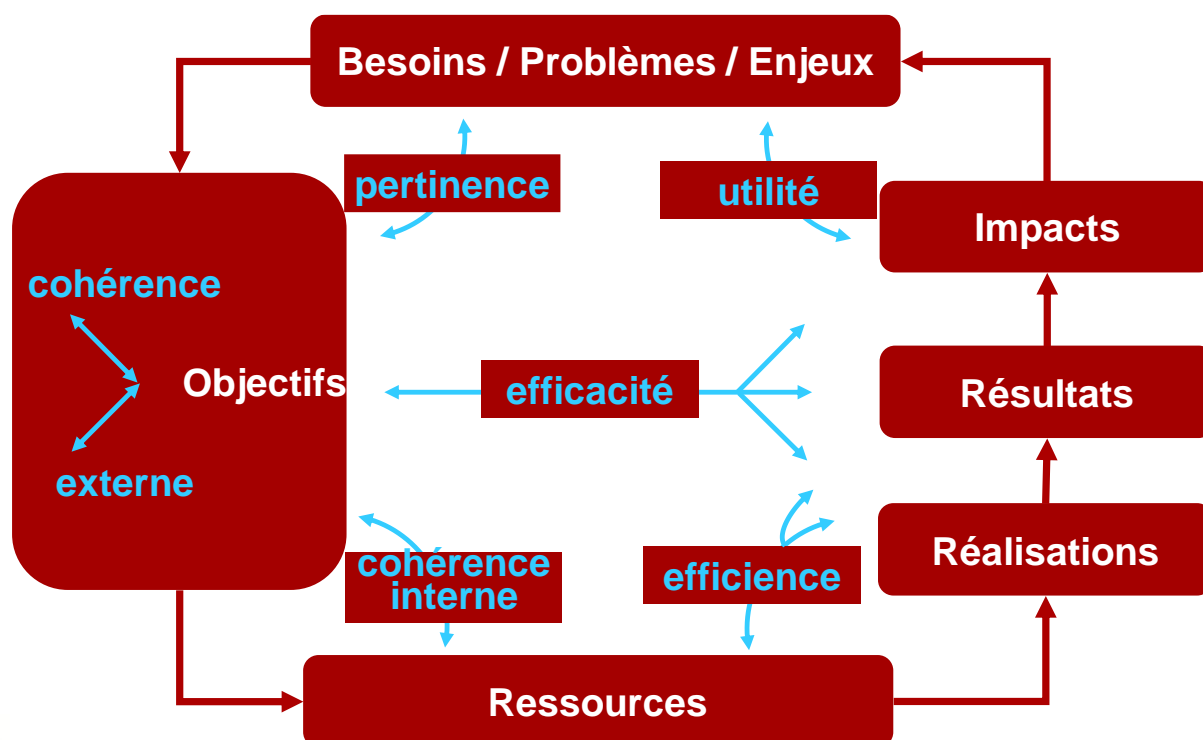 Besoins / Problèmes / Enjeux
pertinence
utilité
Impacts
cohérence
Objectifs
efficacité
Résultats
externe
cohérence
interne
efficience
Réalisations
Ressources